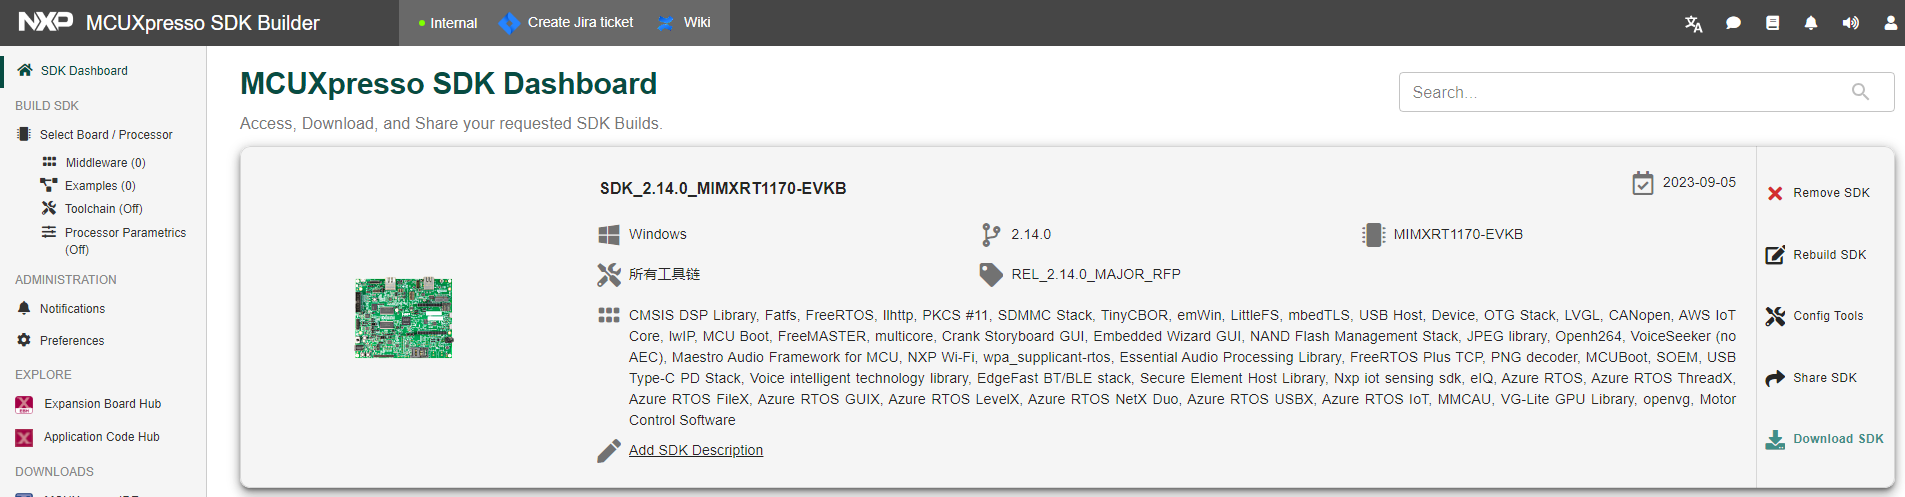 NXP MCUXpresso SDK Builder
Internal
Create Jira ticket
Wiki
SDK Dashboard
BUILD SDK
Select Board / Processor
Middleware (0)
Examples (0)
Toolchain (Off)
Processor Parametrics
(Off)
ADMINISTRATION
Notifications
Preferences
EXPLORE
EBH
Expansion Board Hub
Application Code Hub
DOWNLOADS
MCUXpresso SDK Dashboard
Access, Download, and Share your requested SDK Builds.
Search...
SDK_2.14.0_MIMXRT1170-EVKB
2023-09-05
Windows
2.14.0
MIMXRT1170-EVKB
所有工具链
REL_2.14.0_MAJOR_RFP
CMSIS DSP Library, Fatfs, FreeRTOS, llhttp, PKCS #11, SDMMC Stack, TinyCBOR, emWin, LittleFS, mbedTLS, USB Host, Device, OTG Stack, LVGL, CANopen, AWS IoT
Core, lwIP, MCU Boot, FreeMASTER, multicore, Crank Storyboard GUI, Embedded Wizard GUI, NAND Flash Management Stack, JPEG library, Openh264, VoiceSeeker (no
AEC), Maestro Audio Framework for MCU, NXP Wi-Fi, wpa_supplicant-rtos, Essential Audio Processing Library, FreeRTOS Plus TCP, PNG decoder, MCUBoot, SOEM, USB
Type-C PD Stack, Voice intelligent technology library, EdgeFast BT/BLE stack, Secure Element Host Library, Nxp iot sensing sdk, eIQ, Azure RTOS, Azure RTOS ThreadX,
Azure RTOS FileX, Azure RTOS GUIX, Azure RTOS LevelX, Azure RTOS NetX Duo, Azure RTOS USBX, Azure RTOS IoT, MMCAU, VG-Lite GPU Library, openvg, Motor
Control Software
Add SDK Description
Remove SDK
Rebuild SDK
Config Tools
Share SDK
Download SDK